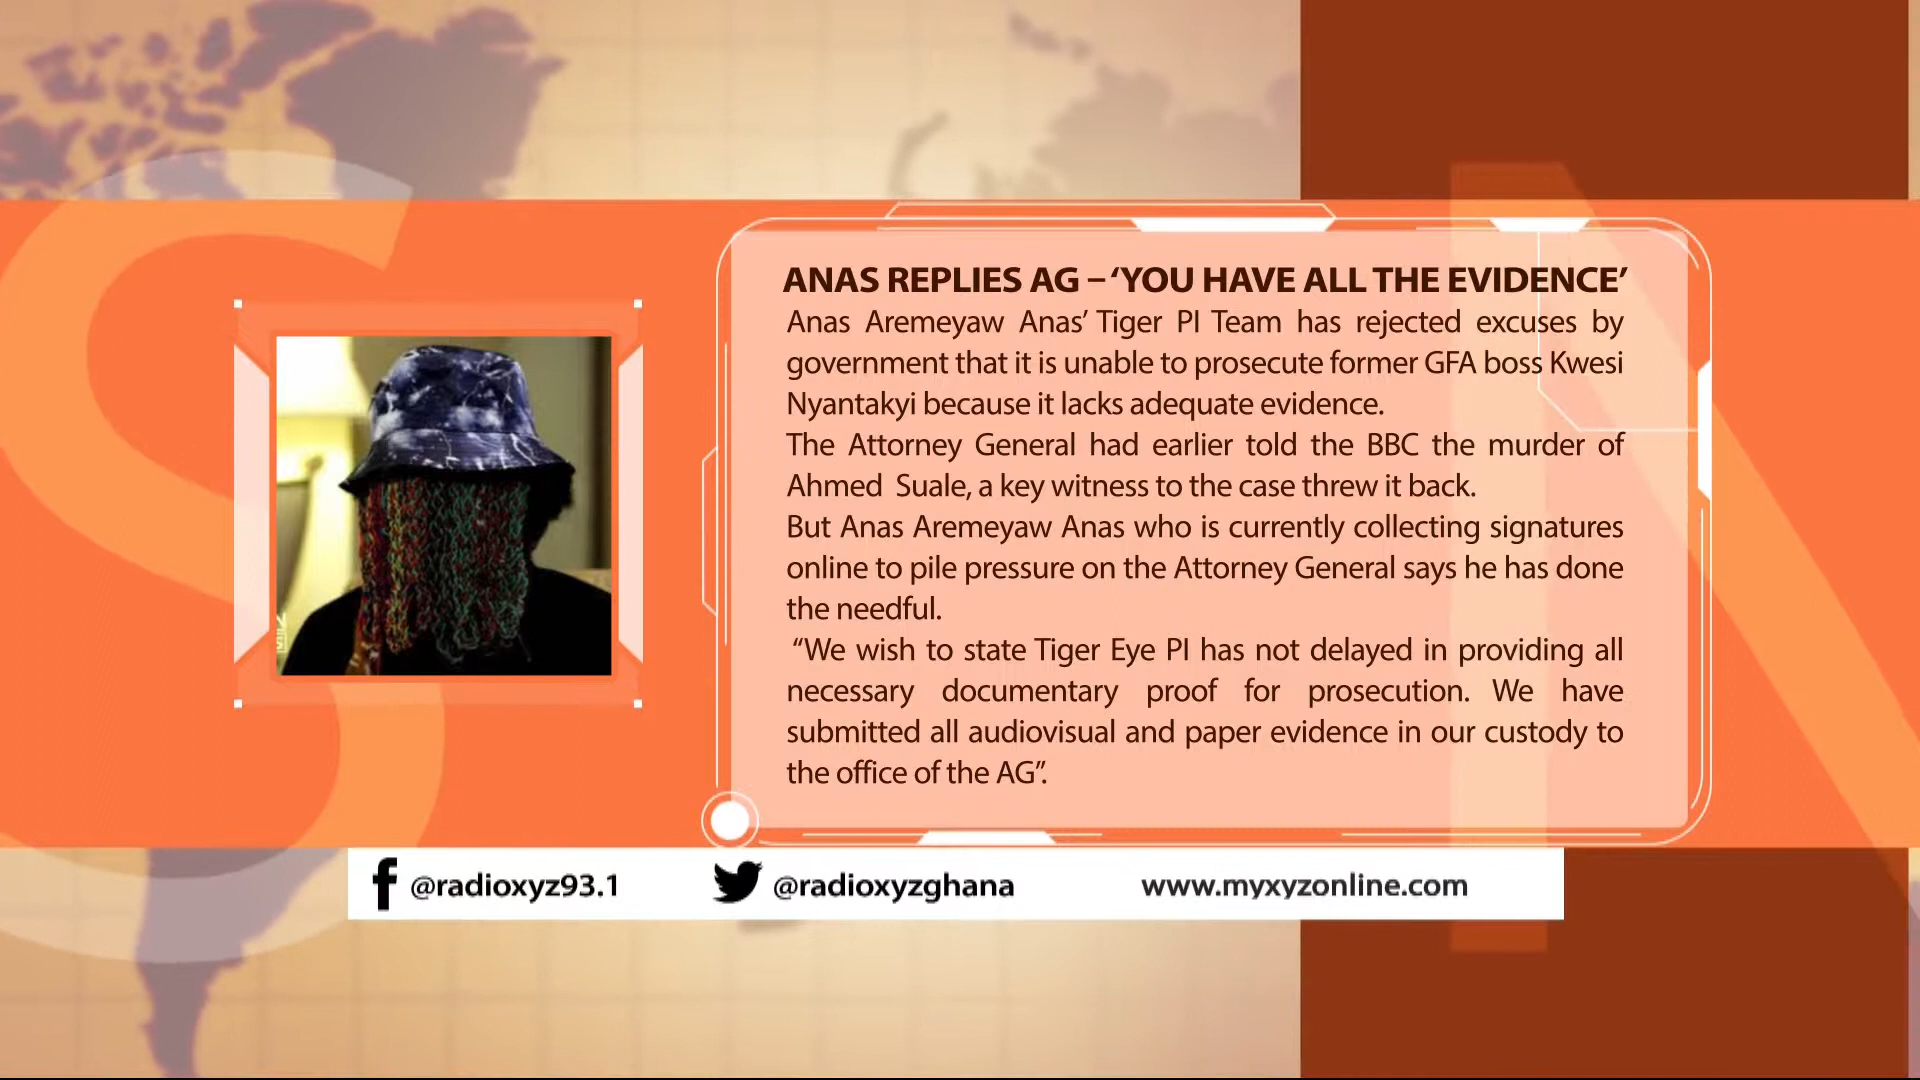 ANAS REPLIES AG – ‘YOU HAVE ALL THE EVIDENCE’
Anas Aremeyaw Anas’ Tiger PI Team has rejected excuses by
government that it is unable to prosecute former GFA boss Kwesi
Nyantakyi because it lacks adequate evidence.
The Attorney General had earlier told the BBC the murder of
Ahmed Suale, a key witness to the case threw it back.
But Anas Aremeyaw Anas who is currently collecting signatures
online to pile pressure on the Attorney General says he has done
the needful.
“We wish to state Tiger Eye PI has not delayed in providing all
necessary documentary proof for prosecution. We have
submitted all audiovisual and paper evidence in our custody to
the office of the AG”.
@radioxyz93.1 @radioxyzghana www.myxyzonline.com